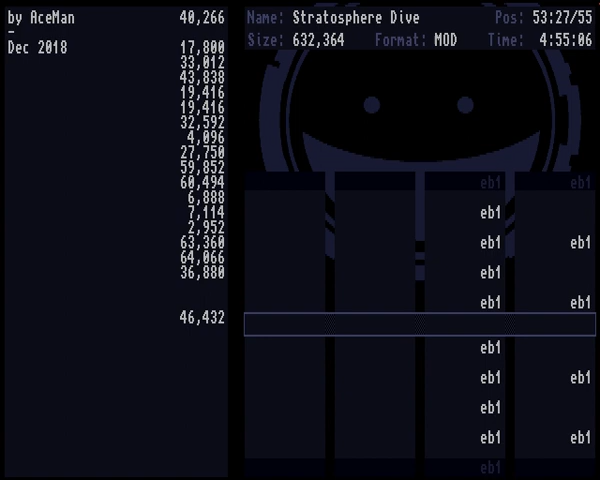 by AceMan 40,266
-
Dec 2018 17,800
33,012
43,838
19,416
19,416
32,592
4,096
27,750
59,852
60,494
6,888
7,114
2,952
63,360
64,066
36,880
46,432
Name: Stratosphere Dive Pos: 53:27/55
Size: 632,364 Format: MOD Time: 4:55:06
eb1 eb1
eb1
eb1 eb1
eb1
eb1 eb1
eb1
eb1 eb1
eb1
eb1 eb1
eb1